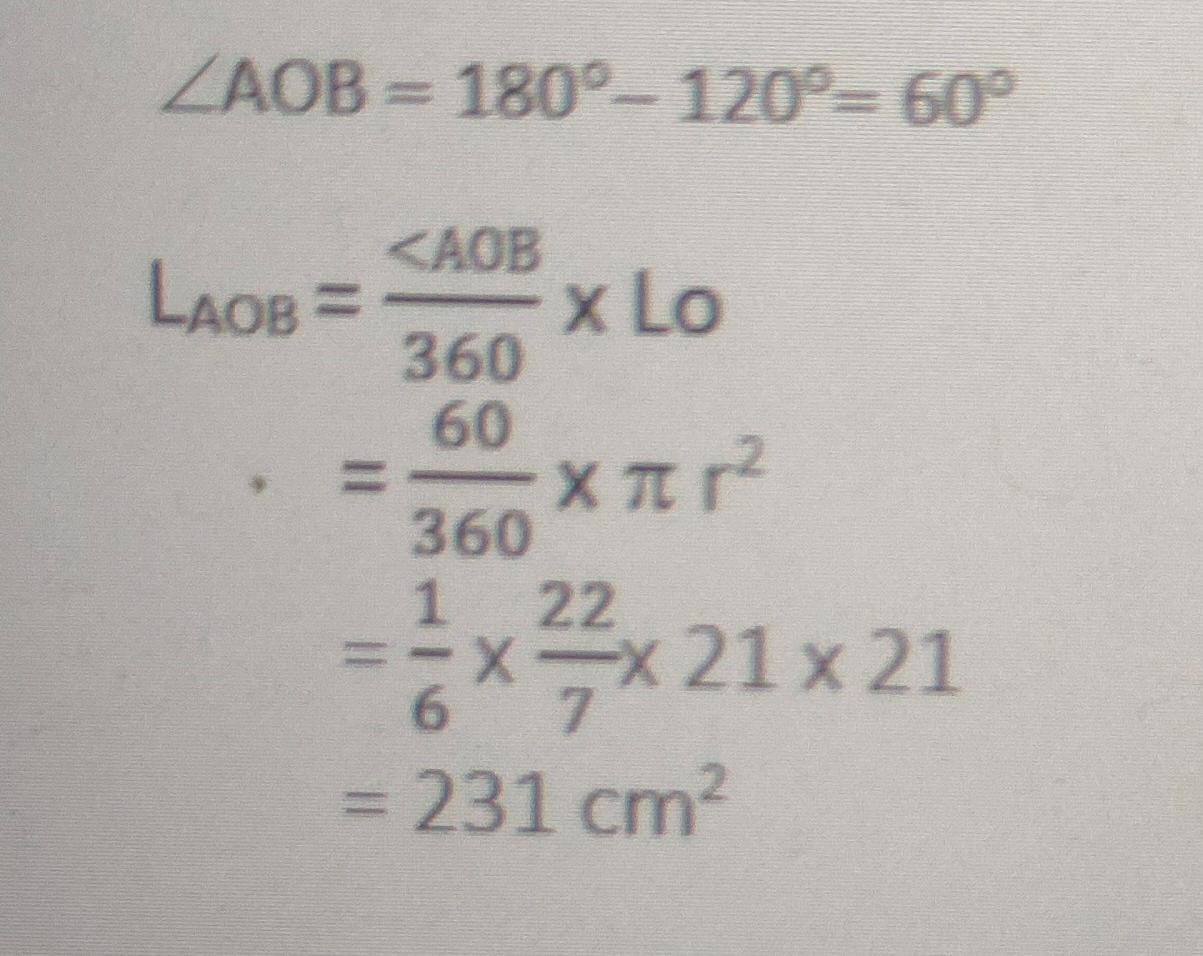 ∠AOB = 180° – 120° = 60°
L_AOB = <AOB/360 x Lo
= 60/360 x π r²
= 1/6 x 22/7 x 21 x 21
= 231 cm²